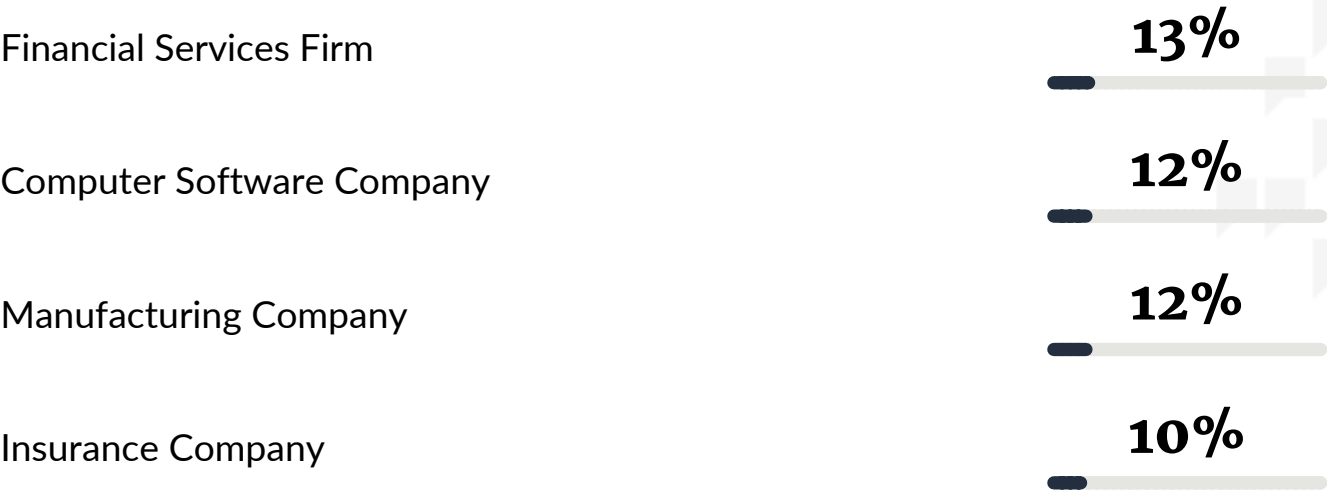 Financial Services Firm 13%
Computer Software Company 12%
Manufacturing Company 12%
Insurance Company 10%